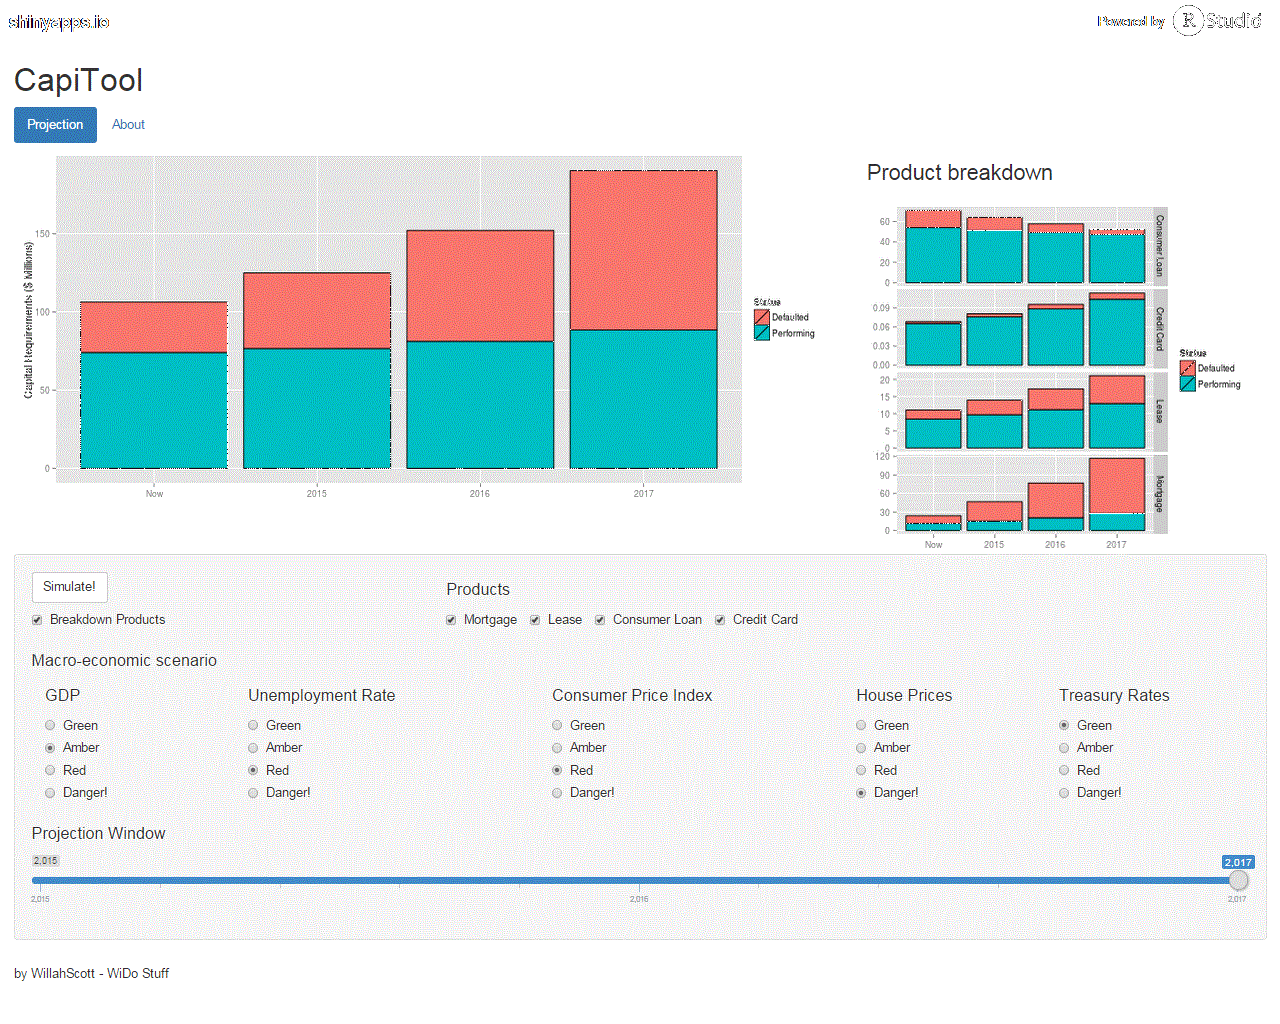 shinyapps.io
Powered by R Studio
CapiTool
Projection About
Capital Requirements ($ Millions)
150
100
50
0
Now 2015 2016 2017
Status
Defaulted
Performing
Product breakdown
60
40
20
0
Consumer Loan
0.09
0.06
0.03
0.00
Credit Card
20
15
10
5
0
Lease
120
90
60
30
0
Mortgage
Now 2015 2016 2017
Status
Defaulted
Performing
Simulate!
Breakdown Products
Products
Mortgage Lease Consumer Loan Credit Card
Macro-economic scenario
GDP Unemployment Rate Consumer Price Index House Prices Treasury Rates
Green Green Green Green Green
Amber Amber Amber Amber Amber
Red Red Red Red Red
Danger! Danger! Danger! Danger! Danger!
Projection Window
2,015 2,017
2,015 2,016 2,017
by WillahScott - WiDo Stuff